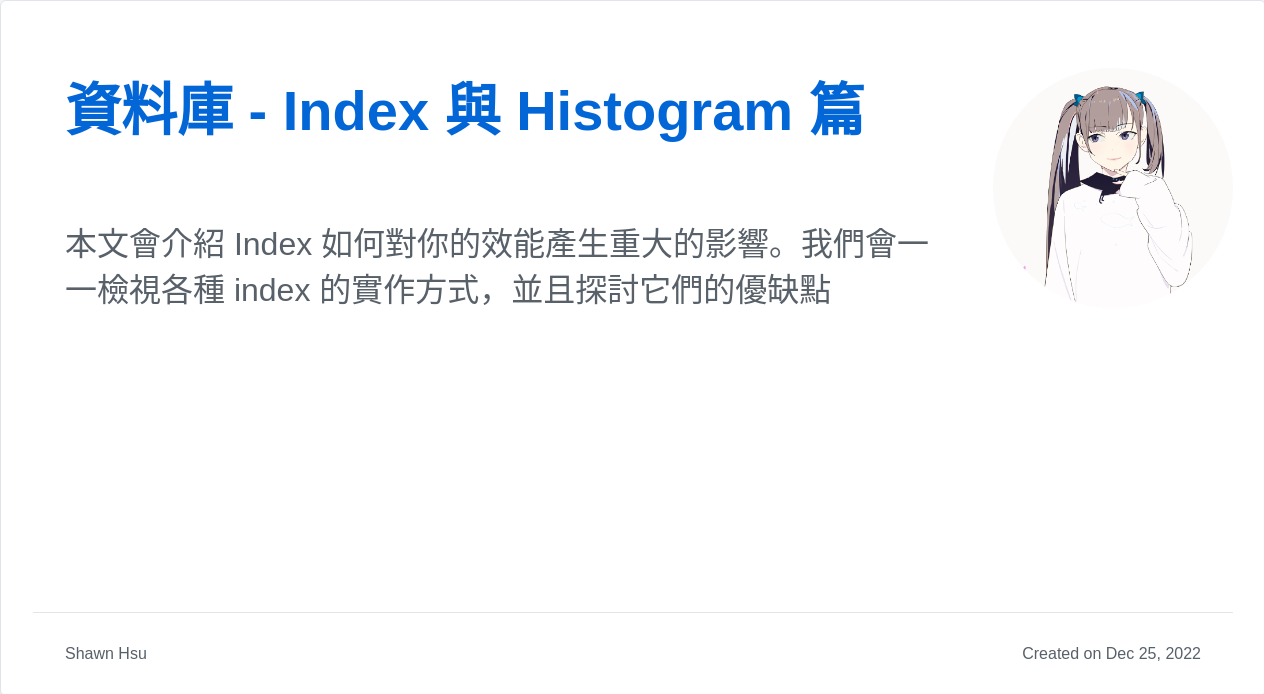 資料庫 - Index 與 Histogram 篇
本文會介紹 Index 如何對你的效能產生重大的影響。我們會一
一檢視各種 index 的實作方式，並且探討它們的優缺點
Shawn Hsu
Created on Dec 25, 2022